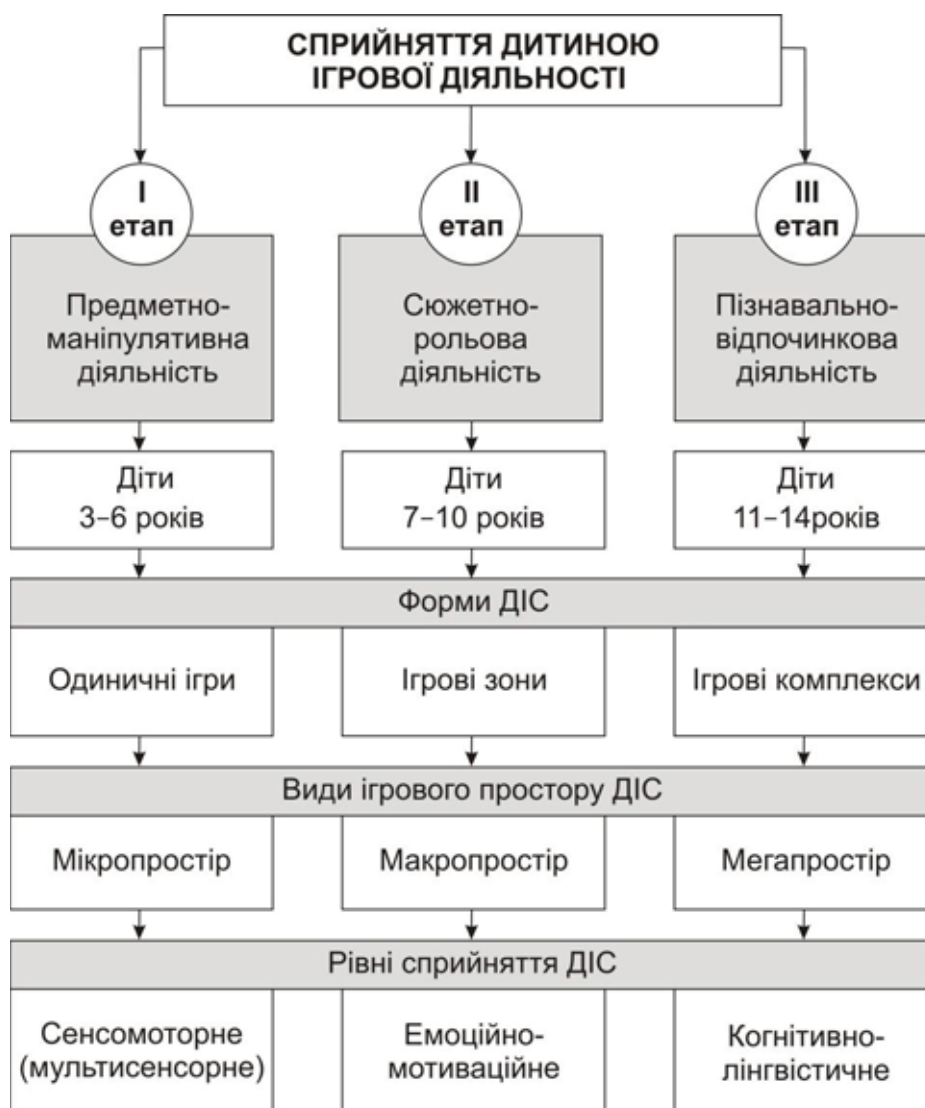 СПРИЙНЯТТЯ ДИТИНОЮ
ІГРОВОЇ ДІЯЛЬНОСТІ
I
етап
II
етап
III
етап
Предметно-
маніпулятивна
діяльність
Сюжетно-
рольова
діяльність
Пізнавально-
відпочинкова
діяльність
Діти
3–6 років
Діти
7–10 років
Діти
11–14років
Форми ДІС
Одиничні ігри
Ігрові зони
Ігрові комплекси
Види ігрового простору ДІС
Мікропростір
Макропростір
Мегапростір
Рівні сприйняття ДІС
Сенсомоторне
(мультисенсорне)
Емоційно-
мотиваційне
Когнітивно-
лінгвістичне